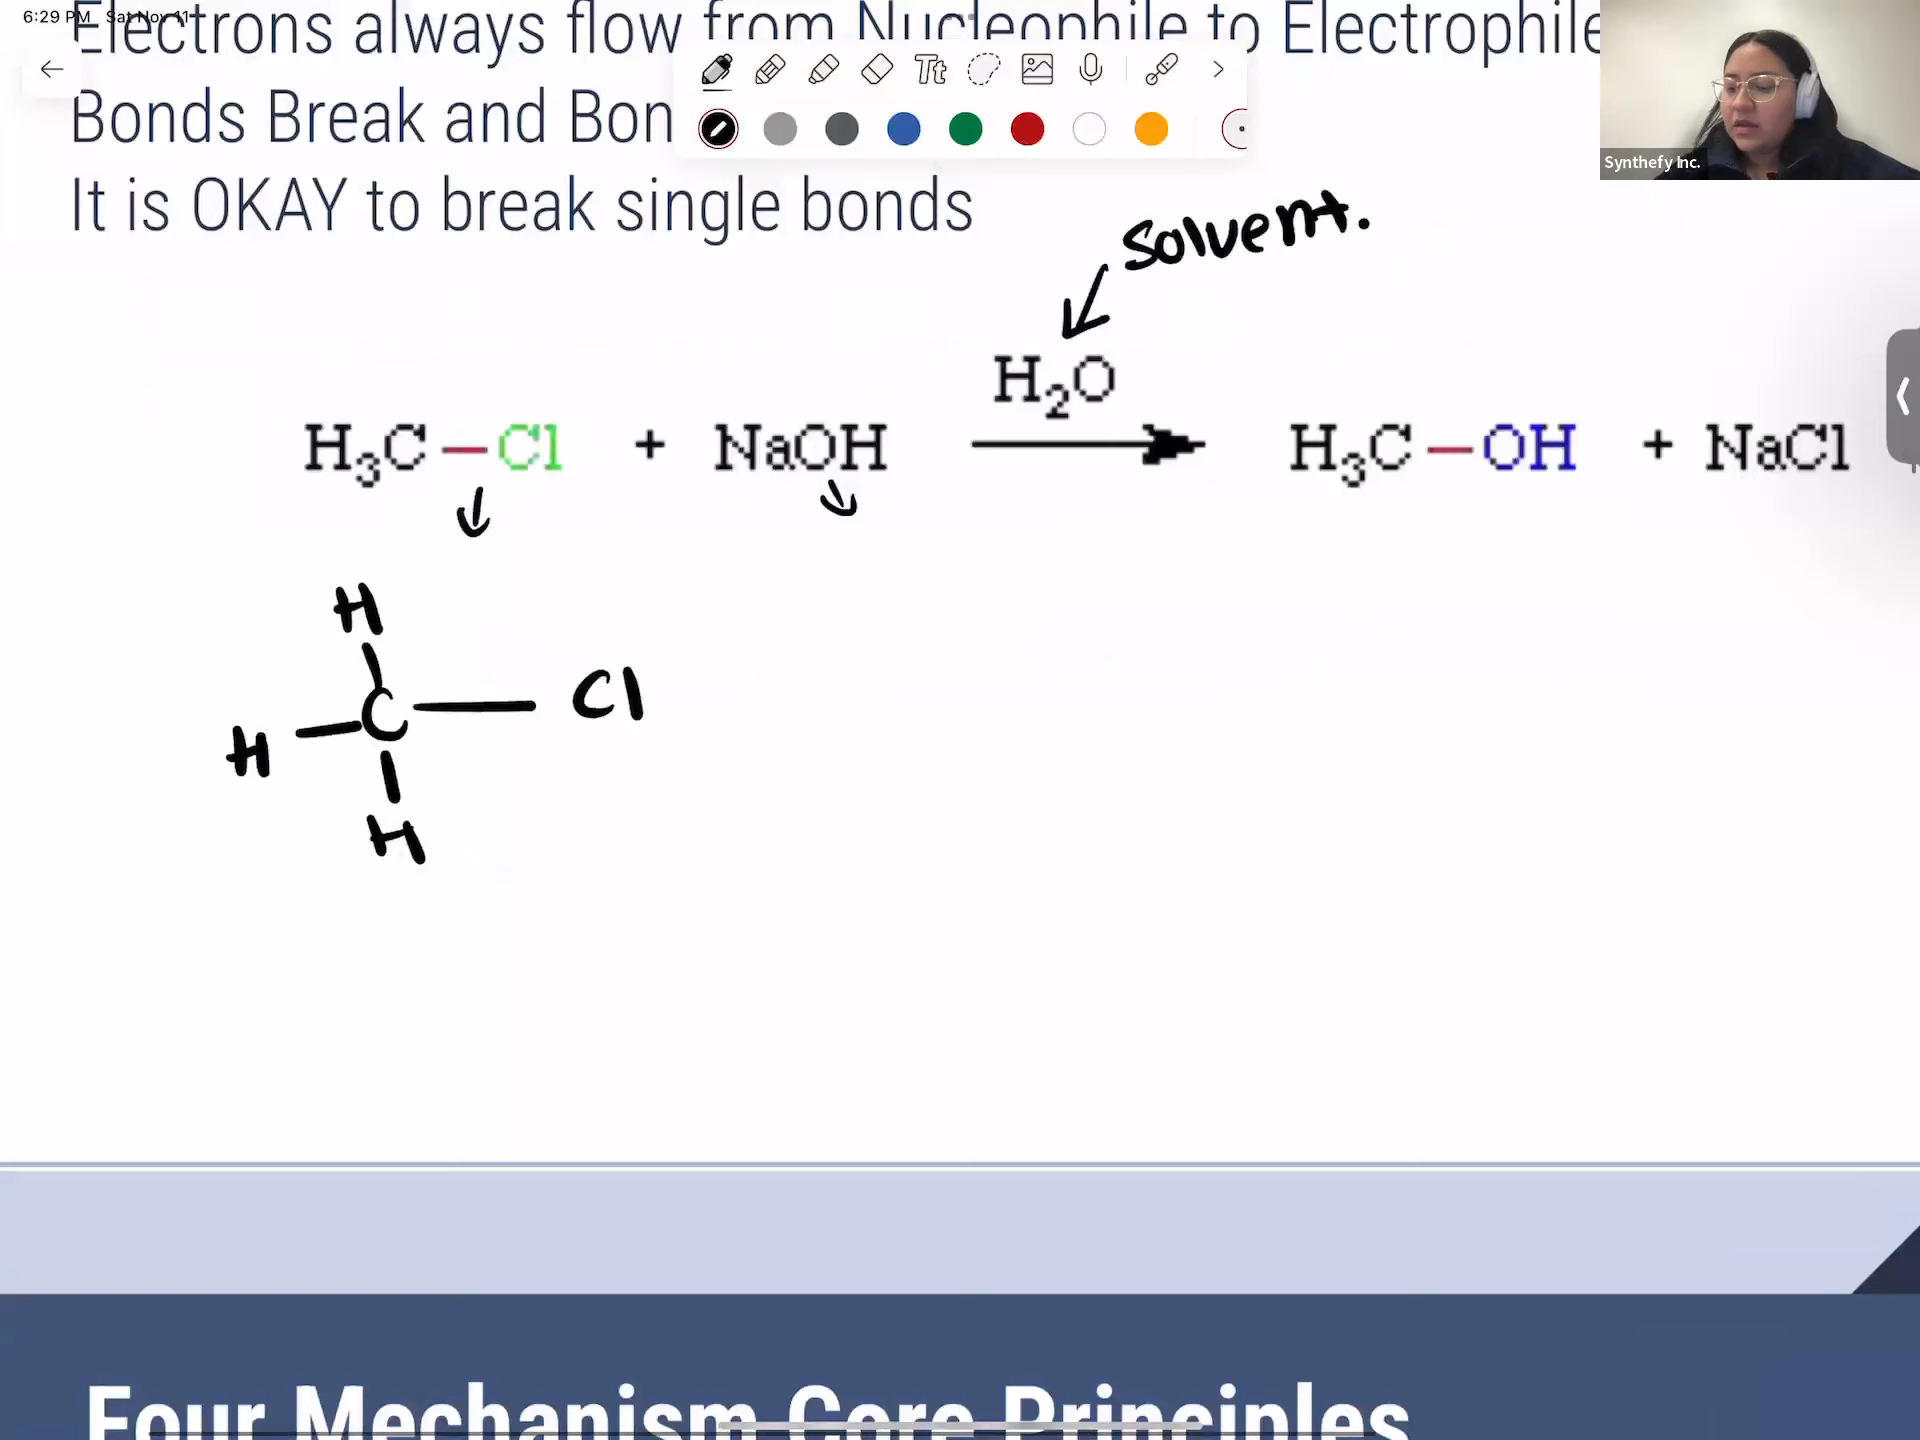 6:29 PM Sat Nov 11
Electrons always flow from Nucleophile to Electrophile
Synthefy Inc.
Bonds Break and Bon
Tt
It is OKAY to break single bonds
Solvent.
H₂O
H₃C — Cl + NaOH H₃C — OH + NaCl
H
C Cl
H
H
Four Mechanism Core Principles